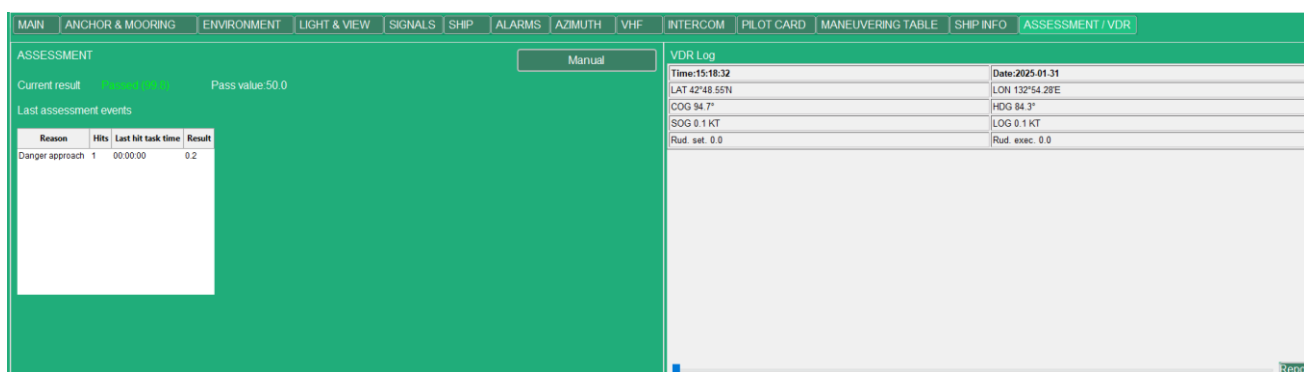 MAIN ANCHOR & MOORING ENVIRONMENT LIGHT & VIEW SIGNALS SHIP ALARMS AZIMUTH VHF INTERCOM PILOT CARD MANEUVERING TABLE SHIP INFO ASSESSMENT / VDR
ASSESSMENT
Manual
Current result Passed (99.8) Pass value:50.0
Last assessment events
Reason Hits Last hit task time Result
Danger approach 1 00:00:00 0.2
VDR Log
Time:15:18:32 Date:2025-01-31
LAT 42°48.55'N LON 132°54.28'E
COG 94.7° HDG 84.3°
SOG 0.1 KT LOG 0.1 KT
Rud. set. 0.0 Rud. exec. 0.0